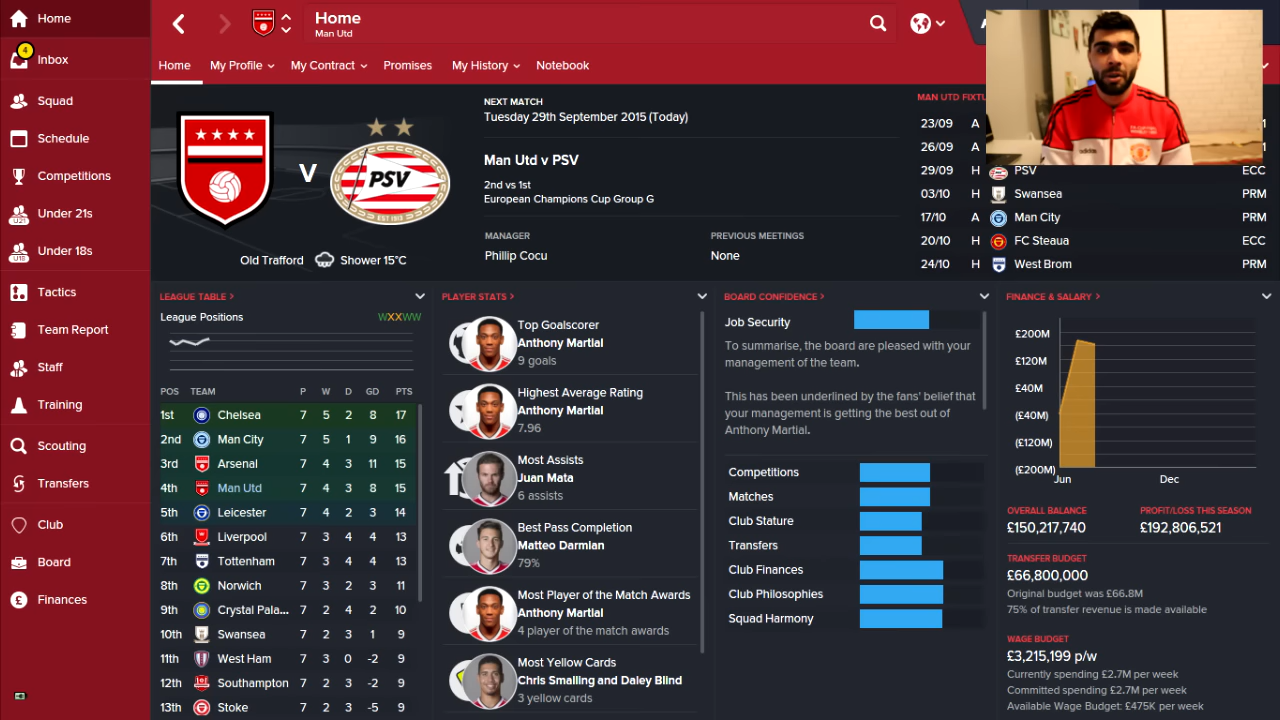 Home
4
Inbox
Squad
Schedule
Competitions
Under 21s
Under 18s
Tactics
Team Report
Staff
Training
Scouting
Transfers
Club
Board
Finances
Home
Man Utd
Home
My Profile
My Contract
Promises
My History
Notebook
V
PSV
EST 1913
Old Trafford
Shower 15°C
NEXT MATCH
Tuesday 29th September 2015 (Today)
Man Utd v PSV
2nd vs 1st
European Champions Cup Group G
MANAGER
Phillip Cocu
PREVIOUS MEETINGS
None
MAN UTD
23/09 A
26/09 A
29/09 H PSV ECC
03/10 H Swansea PRM
17/10 A Man City PRM
20/10 H FC Steaua ECC
24/10 H West Brom PRM
LEAGUE TABLE >
League Positions
WXXWW
POS TEAM P W D GD PTS
1st Chelsea 7 5 2 8 17
2nd Man City 7 5 1 9 16
3rd Arsenal 7 4 3 11 15
4th Man Utd 7 4 3 8 15
5th Leicester 7 4 2 3 14
6th Liverpool 7 3 4 4 13
7th Tottenham 7 3 4 4 13
8th Norwich 7 3 2 3 11
9th Crystal Pala... 7 2 4 2 10
10th Swansea 7 2 3 1 9
11th West Ham 7 3 0 -2 9
12th Southampton 7 2 3 -2 9
13th Stoke 7 2 3 -5 9
PLAYER STATS >
Top Goalscorer
Anthony Martial
9 goals
Highest Average Rating
Anthony Martial
7.96
Most Assists
Juan Mata
6 assists
Best Pass Completion
Matteo Darmian
79%
Most Player of the Match Awards
Anthony Martial
4 player of the match awards
Most Yellow Cards
Chris Smalling and Daley Blind
3 yellow cards
BOARD CONFIDENCE >
Job Security
To summarise, the board are pleased with your
management of the team.
This has been underlined by the fans' belief that
your management is getting the best out of
Anthony Martial.
Competitions
Matches
Club Stature
Transfers
Club Finances
Club Philosophies
Squad Harmony
FINANCE & SALARY >
£200M
£120M
£40M
(£40M)
(£120M)
(£200M)
Jun Dec
OVERALL BALANCE
£150,217,740
PROFIT/LOSS THIS SEASON
£192,806,521
TRANSFER BUDGET
£66,800,000
Original budget was £66.8M
75% of transfer revenue is made available
WAGE BUDGET
£3,215,199 p/w
Currently spending £2.7M per week
Committed spending £2.7M per week
Available Wage Budget: £475K per week